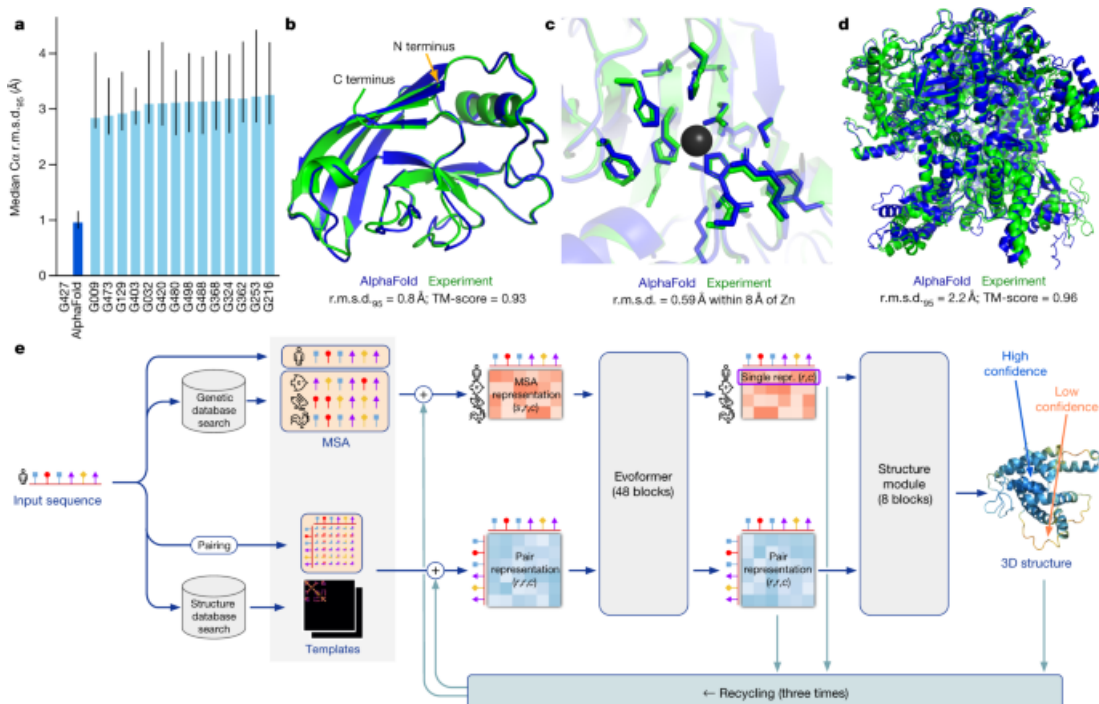 a
Median Cα r.m.s.d.95 (Å)
4
3
2
1
0
G427
AlphaFold
G009
G473
G129
G403
G032
G420
G480
G498
G488
G368
G324
G362
G253
G216
b
N terminus
C terminus
AlphaFold Experiment
r.m.s.d.95 = 0.8 Å; TM-score = 0.93
c
AlphaFold Experiment
r.m.s.d. = 0.59 Å within 8 Å of Zn
d
AlphaFold Experiment
r.m.s.d.95 = 2.2 Å; TM-score = 0.96
e
Input sequence
Genetic
database
search
Pairing
Structure
database
search
MSA
Templates
+
+
MSA
representation
(s,r,c)
Pair
representation
(r,r,c)
Evoformer
(48 blocks)
Single repr. (r,c)
Pair
representation
(r,r,c)
Structure
module
(8 blocks)
High
confidence
Low
confidence
3D structure
← Recycling (three times)